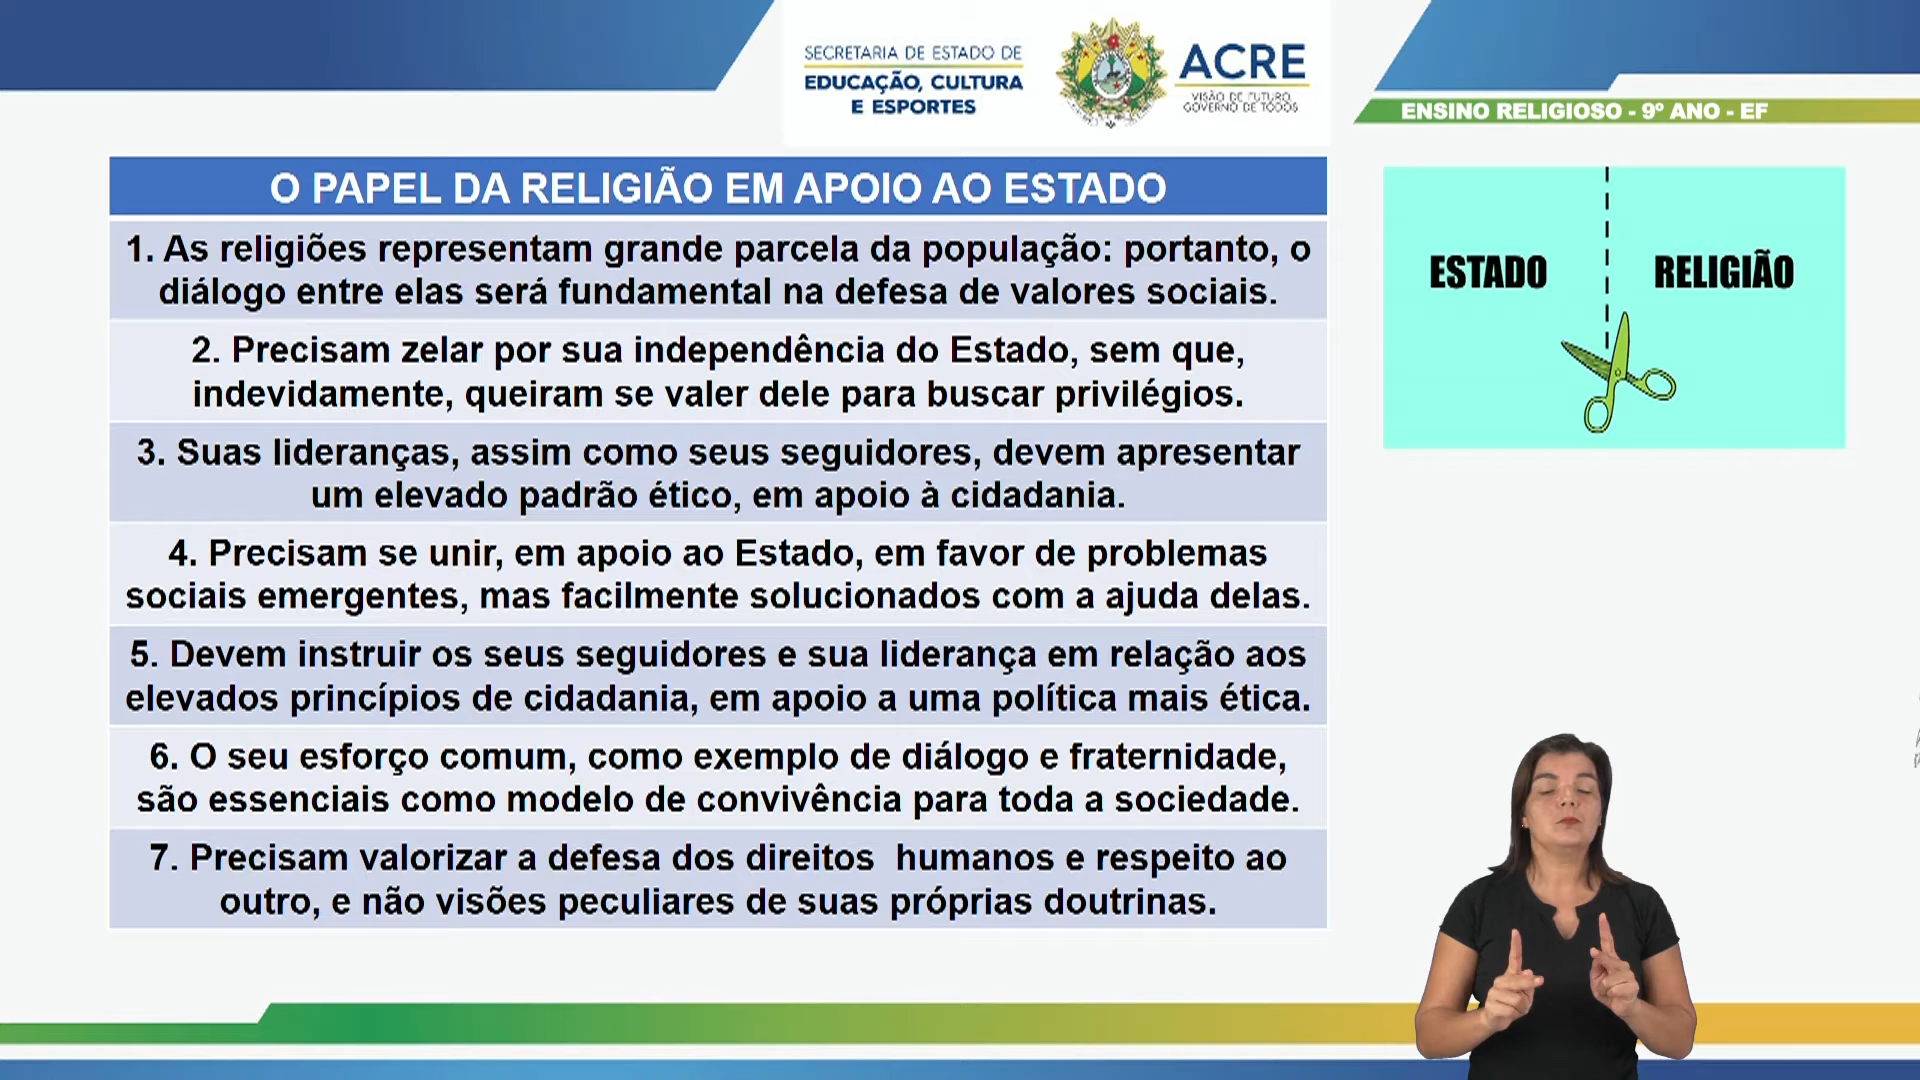 SECRETARIA DE ESTADO DE
EDUCAÇÃO, CULTURA
E ESPORTES
ACRE
VISÃO DE FUTURO,
GOVERNO DE TODOS
ENSINO RELIGIOSO - 9º ANO - EF
O PAPEL DA RELIGIÃO EM APOIO AO ESTADO
1. As religiões representam grande parcela da população: portanto, o
diálogo entre elas será fundamental na defesa de valores sociais.
2. Precisam zelar por sua independência do Estado, sem que,
indevidamente, queiram se valer dele para buscar privilégios.
3. Suas lideranças, assim como seus seguidores, devem apresentar
um elevado padrão ético, em apoio à cidadania.
4. Precisam se unir, em apoio ao Estado, em favor de problemas
sociais emergentes, mas facilmente solucionados com a ajuda delas.
5. Devem instruir os seus seguidores e sua liderança em relação aos
elevados princípios de cidadania, em apoio a uma política mais ética.
6. O seu esforço comum, como exemplo de diálogo e fraternidade,
são essenciais como modelo de convivência para toda a sociedade.
7. Precisam valorizar a defesa dos direitos  humanos e respeito ao
outro, e não visões peculiares de suas próprias doutrinas.
ESTADO
RELIGIÃO